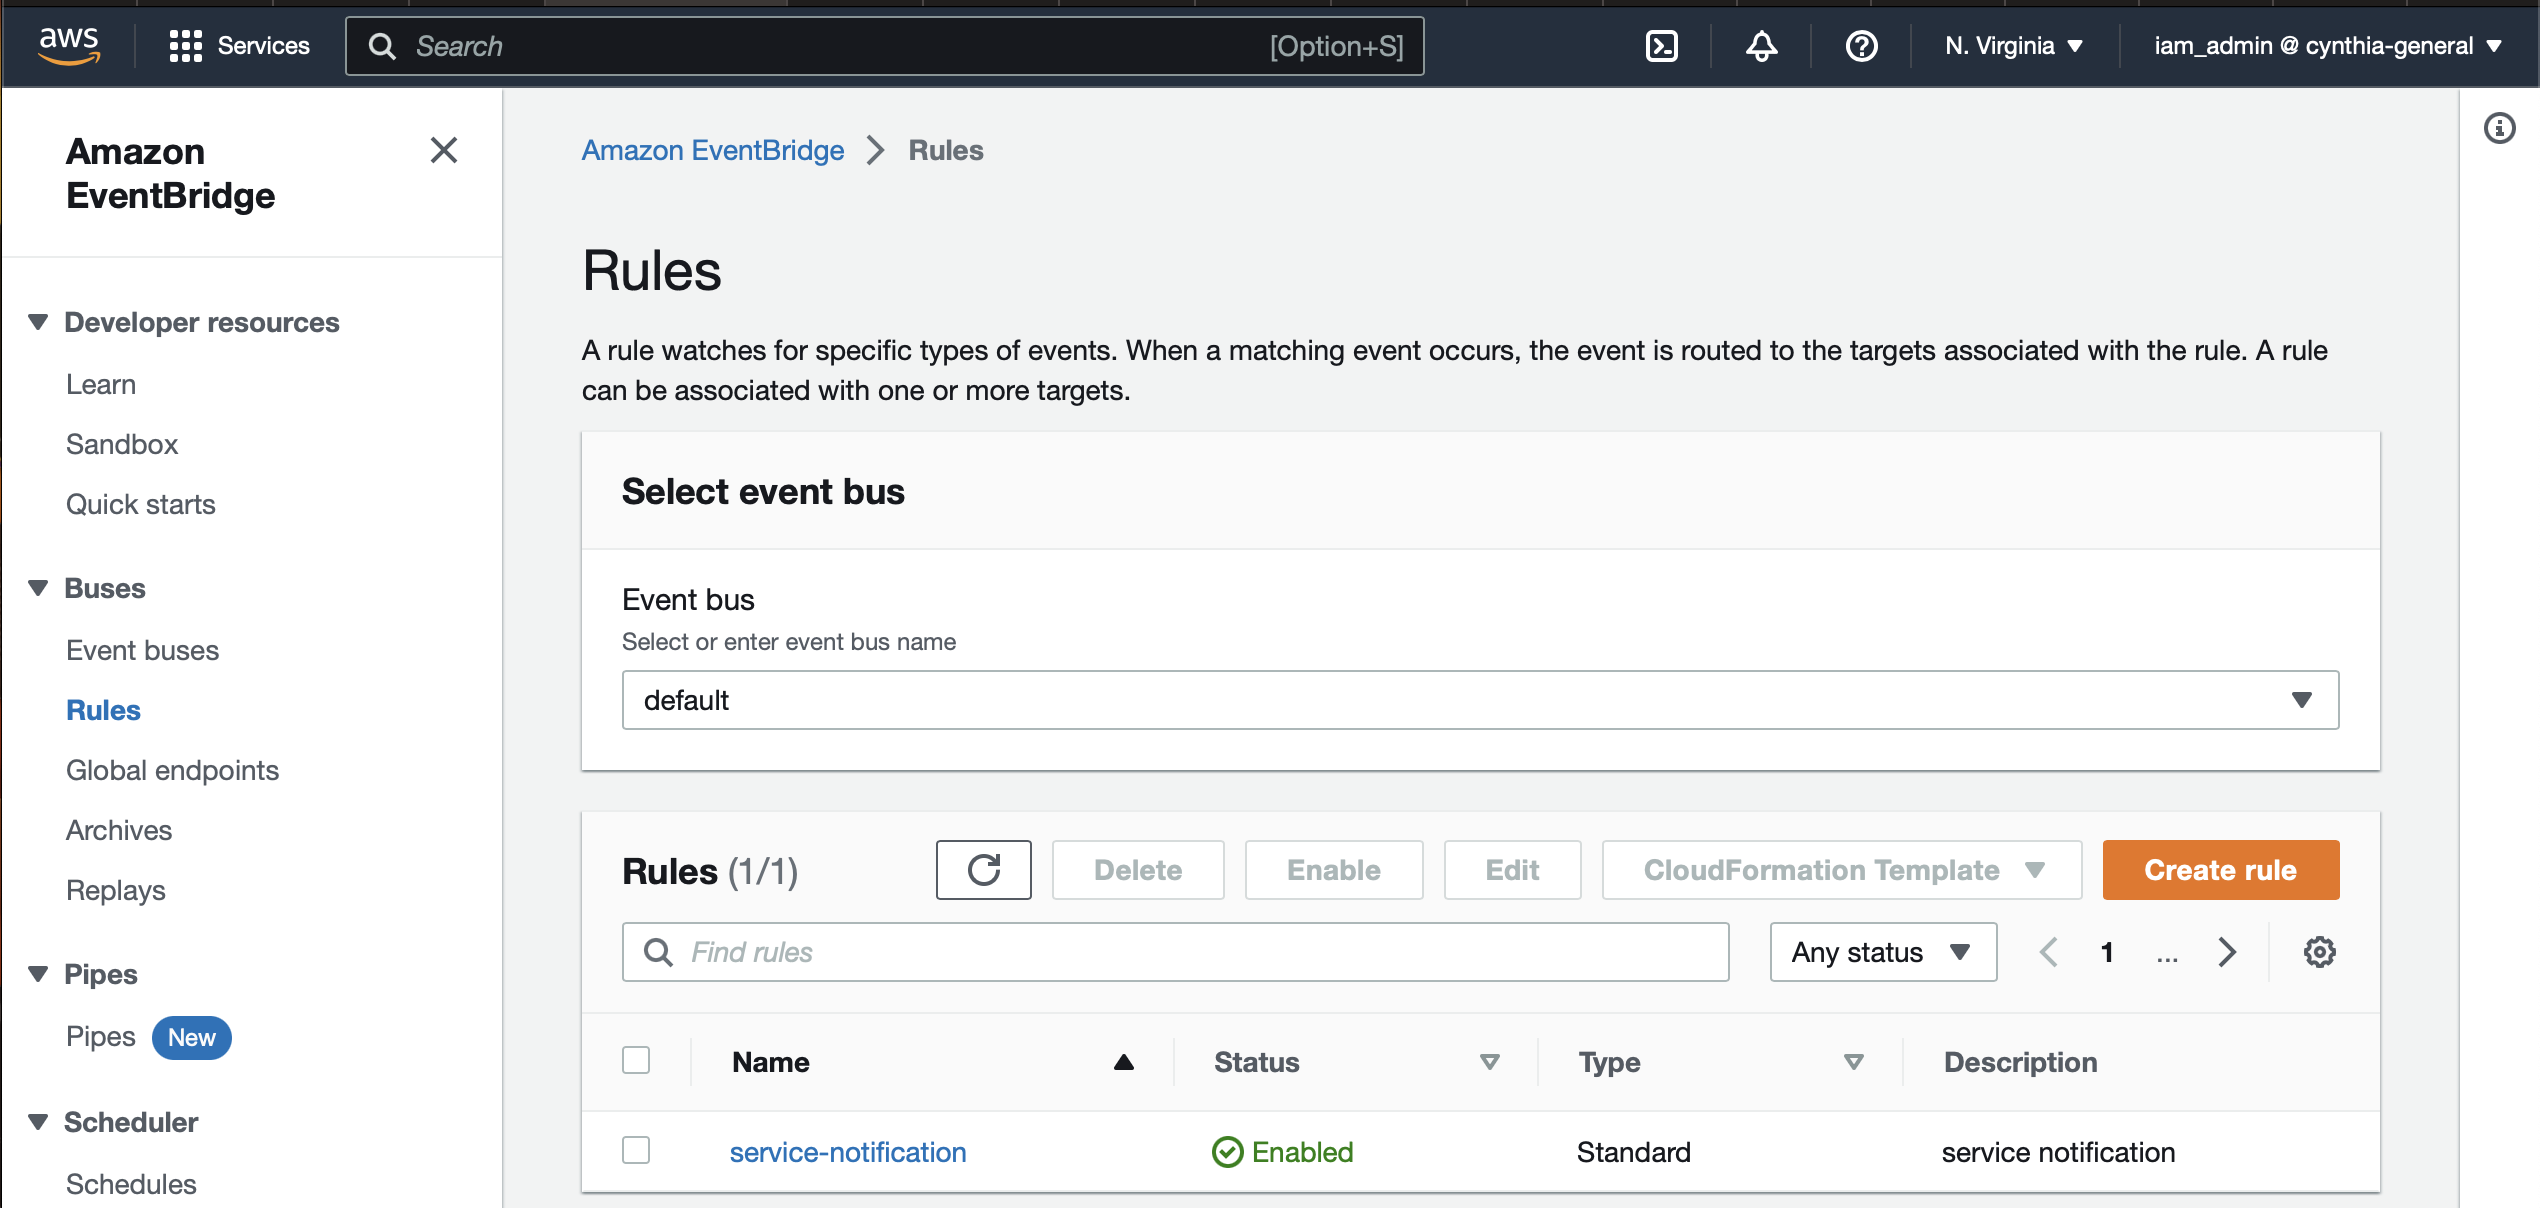 aws
Services
Search
[Option+S]
N. Virginia
iam_admin @ cynthia-general
Amazon
EventBridge
Developer resources
Learn
Sandbox
Quick starts
Buses
Event buses
Rules
Global endpoints
Archives
Replays
Pipes
Pipes New
Scheduler
Schedules
Amazon EventBridge
Rules
Rules
A rule watches for specific types of events. When a matching event occurs, the event is routed to the targets associated with the rule. A rule
can be associated with one or more targets.
Select event bus
Event bus
Select or enter event bus name
default
Rules (1/1)
Delete
Enable
Edit
CloudFormation Template
Create rule
Find rules
Any status
1
...
Name
Status
Type
Description
service-notification
Enabled
Standard
service notification